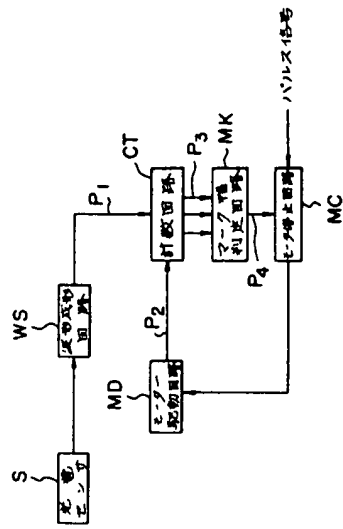 S
光電
センサ
WS
波形成形
回路
P1
CT
計数回路
P2
P3
MD
モーター
駆動回路
MK
マーク幅
判定回路
P4
モータ停止回路
MC
パルス信号